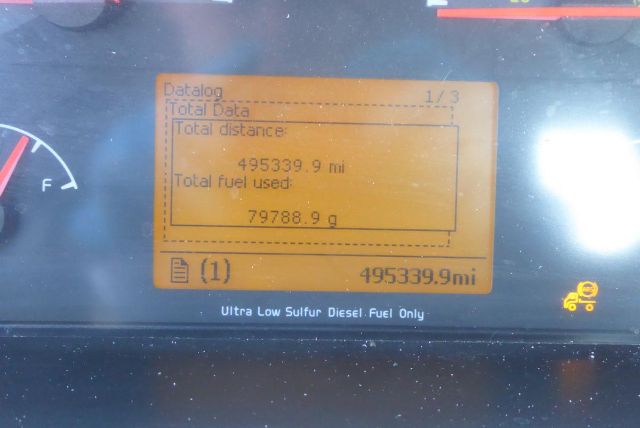 Datalog 1/3
Total Data
Total distance:
495339.9 mi
Total fuel used:
79788.9 g
(1) 495339.9mi
F
Ultra Low Sulfur Diesel Fuel Only